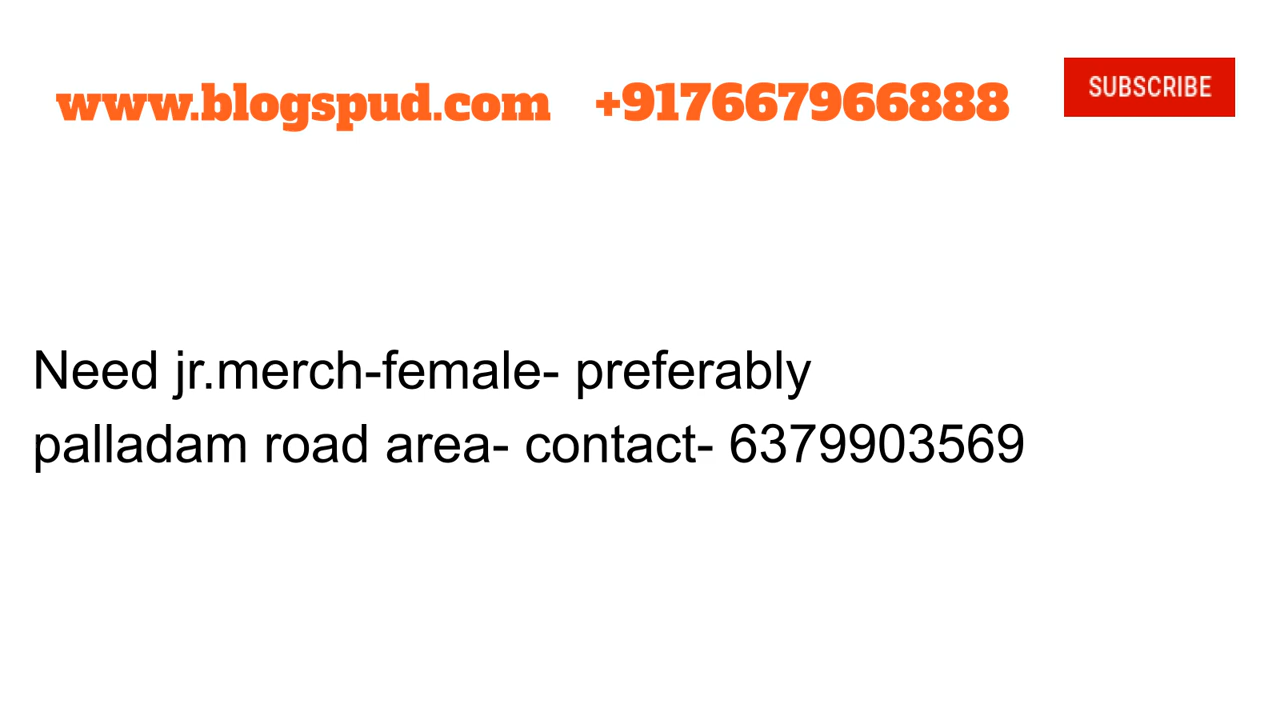 www.blogspud.com +917667966888 SUBSCRIBE
Need jr.merch-female- preferably
palladam road area- contact- 6379903569